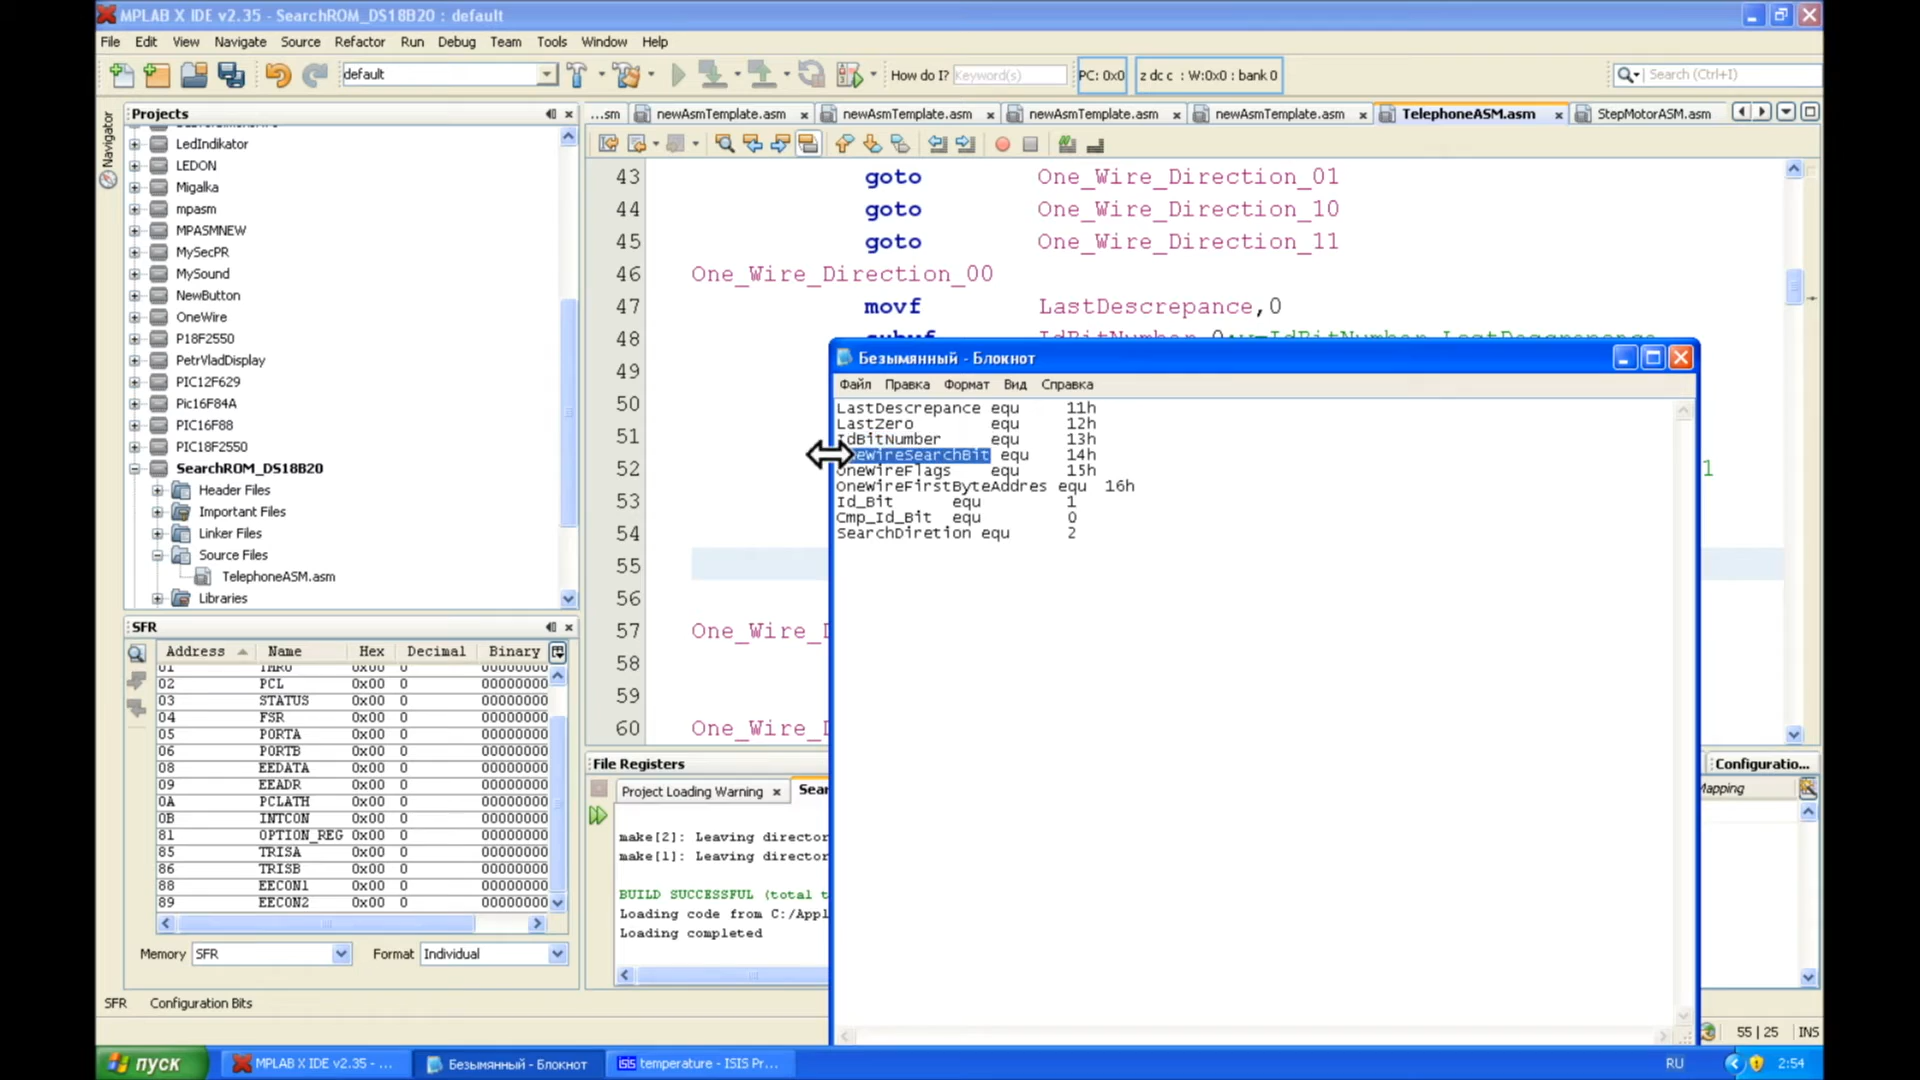 MPLAB X IDE v2.35 - SearchROM_DS18B20 : default
File Edit View Navigate Source Refactor Run Debug Team Tools Window Help
default
How do I? Keyword(s)
PC: 0x0
z dc c : W:0x0 : bank 0
Search (Ctrl+I)
Navigator
Projects
LedIndikator
LEDON
Migalka
mpasm
MPASMNEW
MySecPR
MySound
NewButton
OneWire
P18F2550
PetrVladDisplay
PIC12F629
Pic16F84A
PIC16F88
PIC18F2550
SearchROM_DS18B20
Header Files
Important Files
Linker Files
Source Files
TelephoneASM.asm
Libraries
...sm newAsmTemplate.asm newAsmTemplate.asm newAsmTemplate.asm newAsmTemplate.asm TelephoneASM.asm StepMotorASM.asm
43 goto One_Wire_Direction_01
44 goto One_Wire_Direction_10
45 goto One_Wire_Direction_11
46 One_Wire_Direction_00
47 movf LastDescrepance,0
48
49
50
51
52 1
53
54
55
56
57 One_Wire_
58
59
60 One_Wire_
Безымянный - Блокнот
Файл Правка Формат Вид Справка
LastDescrepance equ 11h
LastZero equ 12h
IdBitNumber equ 13h
OneWireSearchBit equ 14h
OneWireFlags equ 15h
OneWireFirstByteAddres equ 16h
Id_Bit equ 1
Cmp_Id_Bit equ 0
SearchDiretion equ 2
SFR
Address Name Hex Decimal Binary
01 TMR0 0x00 0 00000000
02 PCL 0x00 0 00000000
03 STATUS 0x00 0 00000000
04 FSR 0x00 0 00000000
05 PORTA 0x00 0 00000000
06 PORTB 0x00 0 00000000
08 EEDATA 0x00 0 00000000
09 EEADR 0x00 0 00000000
0A PCLATH 0x00 0 00000000
0B INTCON 0x00 0 00000000
81 OPTION_REG 0x00 0 00000000
85 TRISA 0x00 0 00000000
86 TRISB 0x00 0 00000000
88 EECON1 0x00 0 00000000
89 EECON2 0x00 0 00000000
Memory SFR Format Individual
SFR Configuration Bits
File Registers
Project Loading Warning
Sear
make[2]: Leaving director
make[1]: Leaving director
BUILD SUCCESSFUL (total t
Loading code from C:/Appl
Loading completed
Configuratio...
Mapping
55 | 25 INS
пуск
MPLAB X IDE v2.35 - ...
Безымянный - Блокнот
temperature - ISIS Pr...
RU
2:54